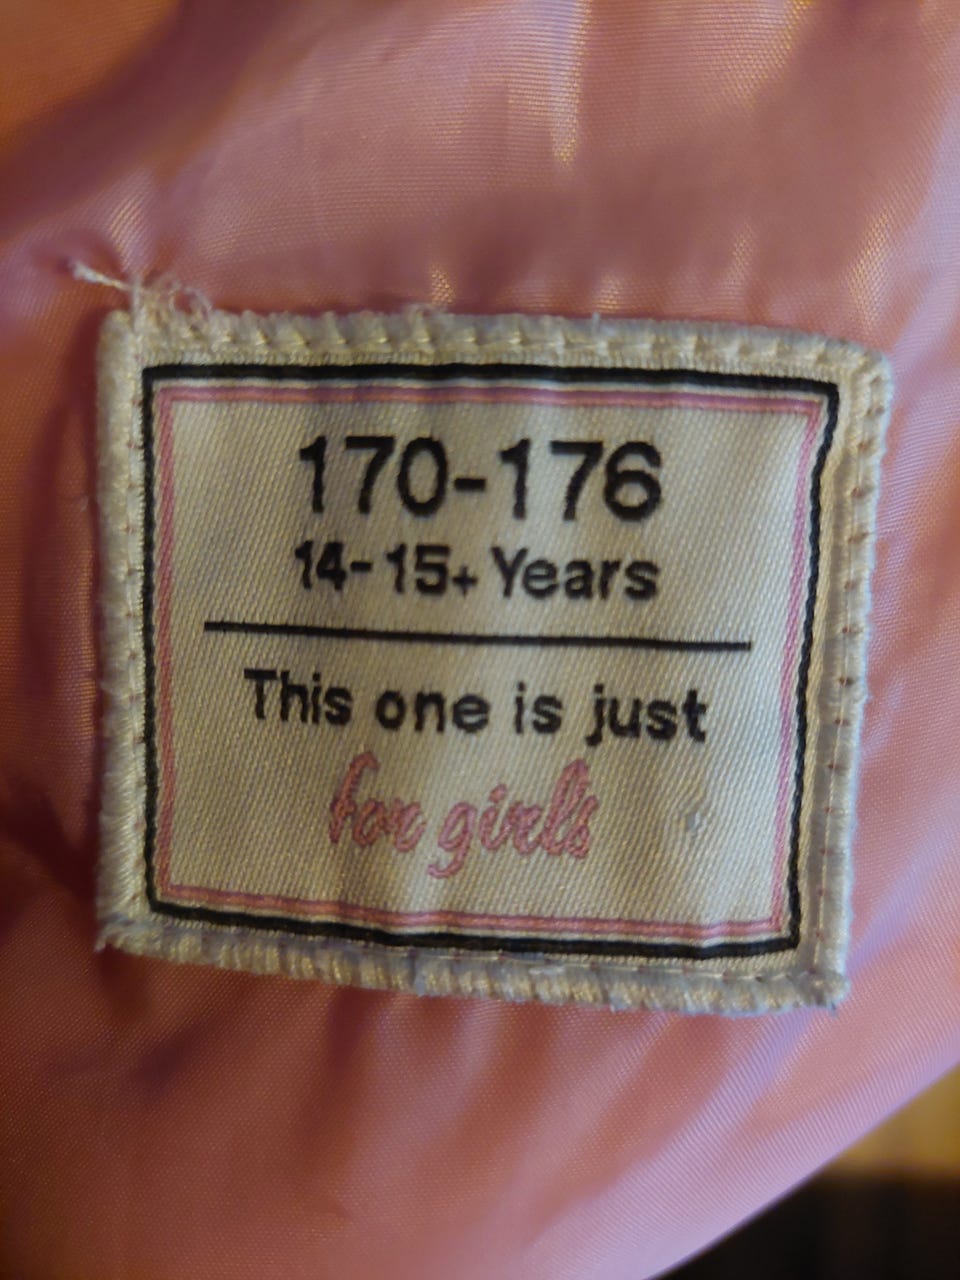 170-176
14-15+ Years
This one is just
for girls